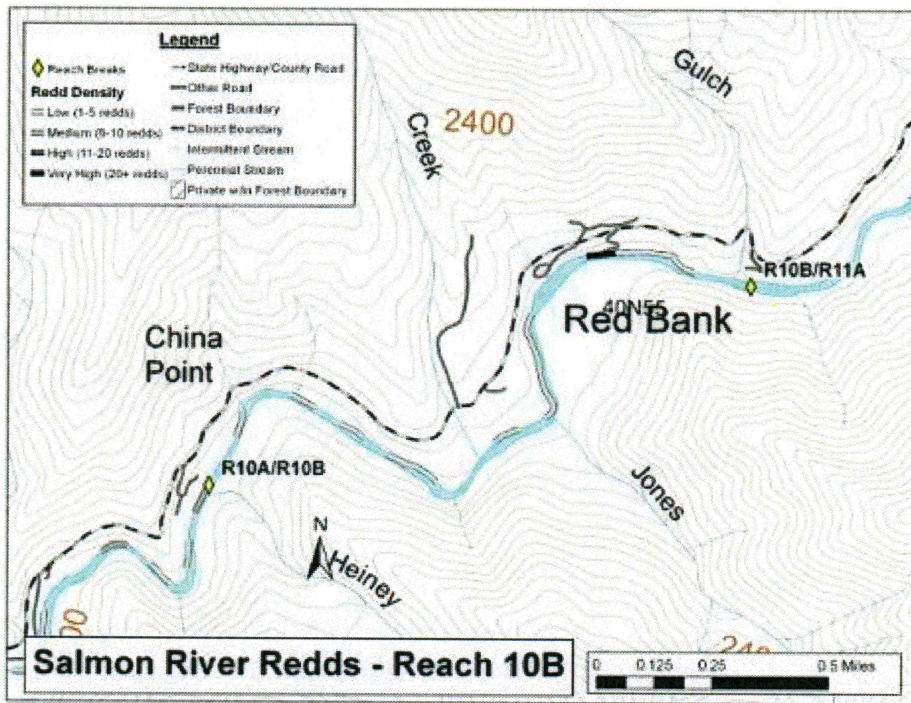 Legend
Reach Breaks
Redd Density
Low (1-5 redds)
Medium (6-10 redds)
High (11-20 redds)
Very High (20+ redds)
State Highway/County Road
Other Road
Forest Boundary
District Boundary
Intermittent Stream
Perennial Stream
Private w/in Forest Boundary
Gulch
Creek
2400
R10B/R11A
40N55
Red Bank
China
Point
R10A/R10B
Jones
N
Heiney
Salmon River Redds - Reach 10B
0 0.125 0.25 0.5 Miles